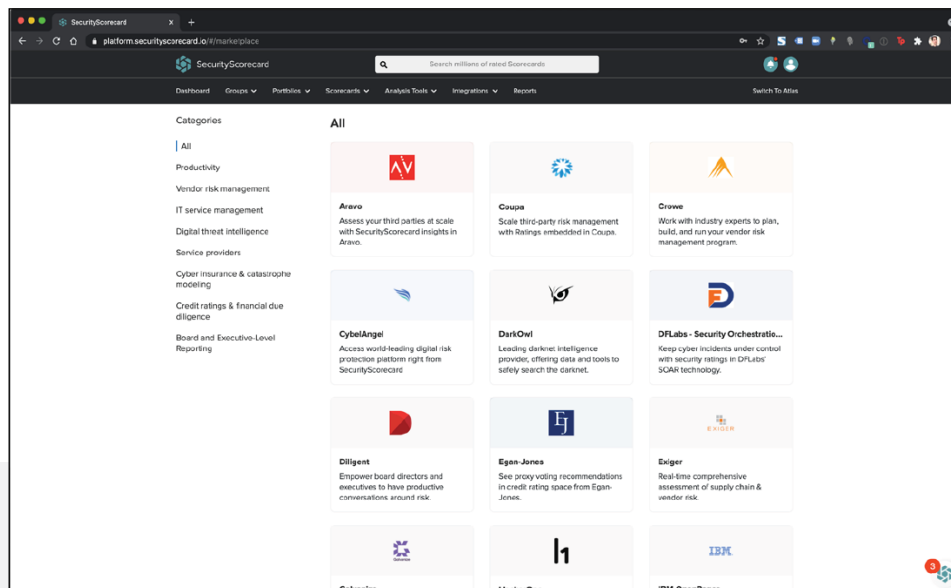 SecurityScorecard
platform.securityscorecard.io/#/marketplace
SecurityScorecard
Search millions of rated Scorecards
Dashboard Groups Portfolios Scorecards Analysis Tools Integrations Reports Switch To Atlas
Categories
All
Productivity
Vendor risk management
IT service management
Digital threat intelligence
Service providers
Cyber insurance & catastrophe
modeling
Credit ratings & financial due
diligence
Board and Executive-Level
Reporting
All
Aravo
Assess your third parties at scale
with SecurityScorecard insights in
Aravo.
Coupa
Scale third-party risk management
with Ratings embedded in Coupa.
Crowe
Work with industry experts to plan,
build, and run your vendor risk
management program.
CybelAngel
Access world-leading digital risk
protection platform right from
SecurityScorecard
DarkOwl
Leading darknet intelligence
provider, offering data and tools to
safely search the darknet.
DFLabs - Security Orchestratio...
Keep cyber incidents under control
with security ratings in DFLabs'
SOAR technology.
Diligent
Empower board directors and
executives to have productive
conversations around risk.
EJ
Egan-Jones
See proxy voting recommendations
in credit rating space from Egan-
Jones.
EXIGER
Exiger
Real-time comprehensive
assessment of supply chain &
vendor risk.
Galvanize
h1
IBM
3